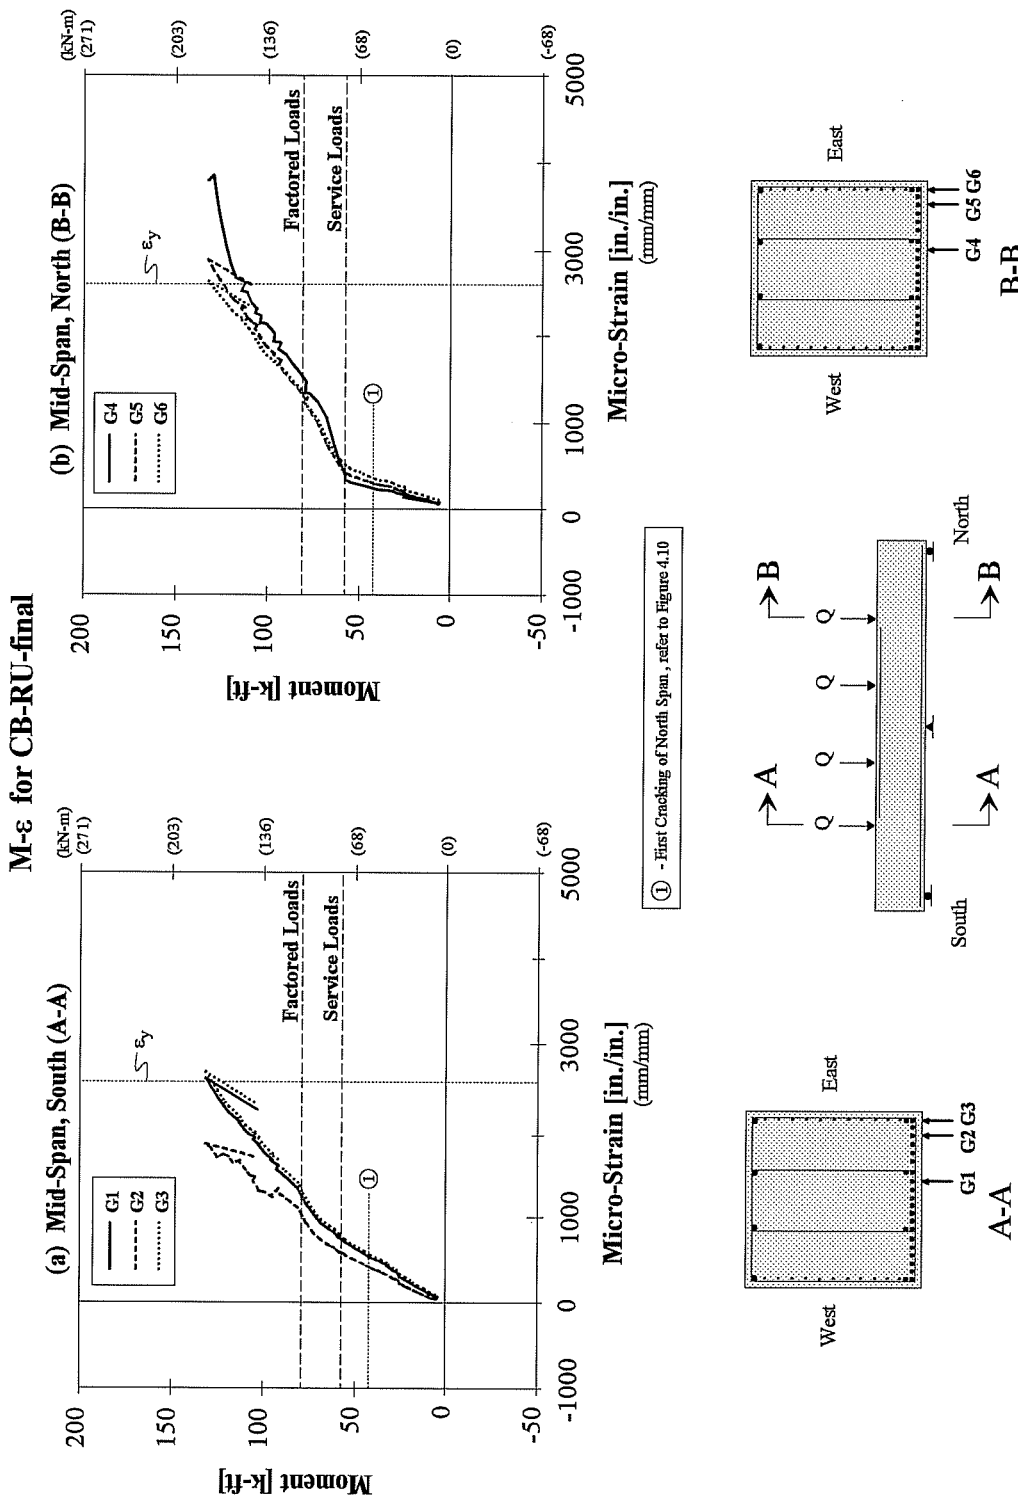 M-ε for CB-RU-final
(a) Mid-Span, South (A-A)
(kN-m)
200
(271)
G1
G2
G3
εy
150
(203)
100
(136)
Factored Loads
Service Loads
50
(68)
1
0
(0)
-50
(-68)
-1000
0
1000
3000
5000
Moment [k-ft]
Micro-Strain [in./in.]
(mm/mm)
(b) Mid-Span, North (B-B)
(kN-m)
200
(271)
G4
G5
G6
εy
150
(203)
100
(136)
Factored Loads
Service Loads
50
(68)
1
0
(0)
-50
(-68)
-1000
0
1000
3000
5000
Moment [k-ft]
Micro-Strain [in./in.]
(mm/mm)
1 - First Cracking of North Span , refer to Figure 4.10
West
East
G1
G2 G3
A-A
A
B
Q
Q
Q
Q
South
North
A
B
West
East
G4
G5 G6
B-B